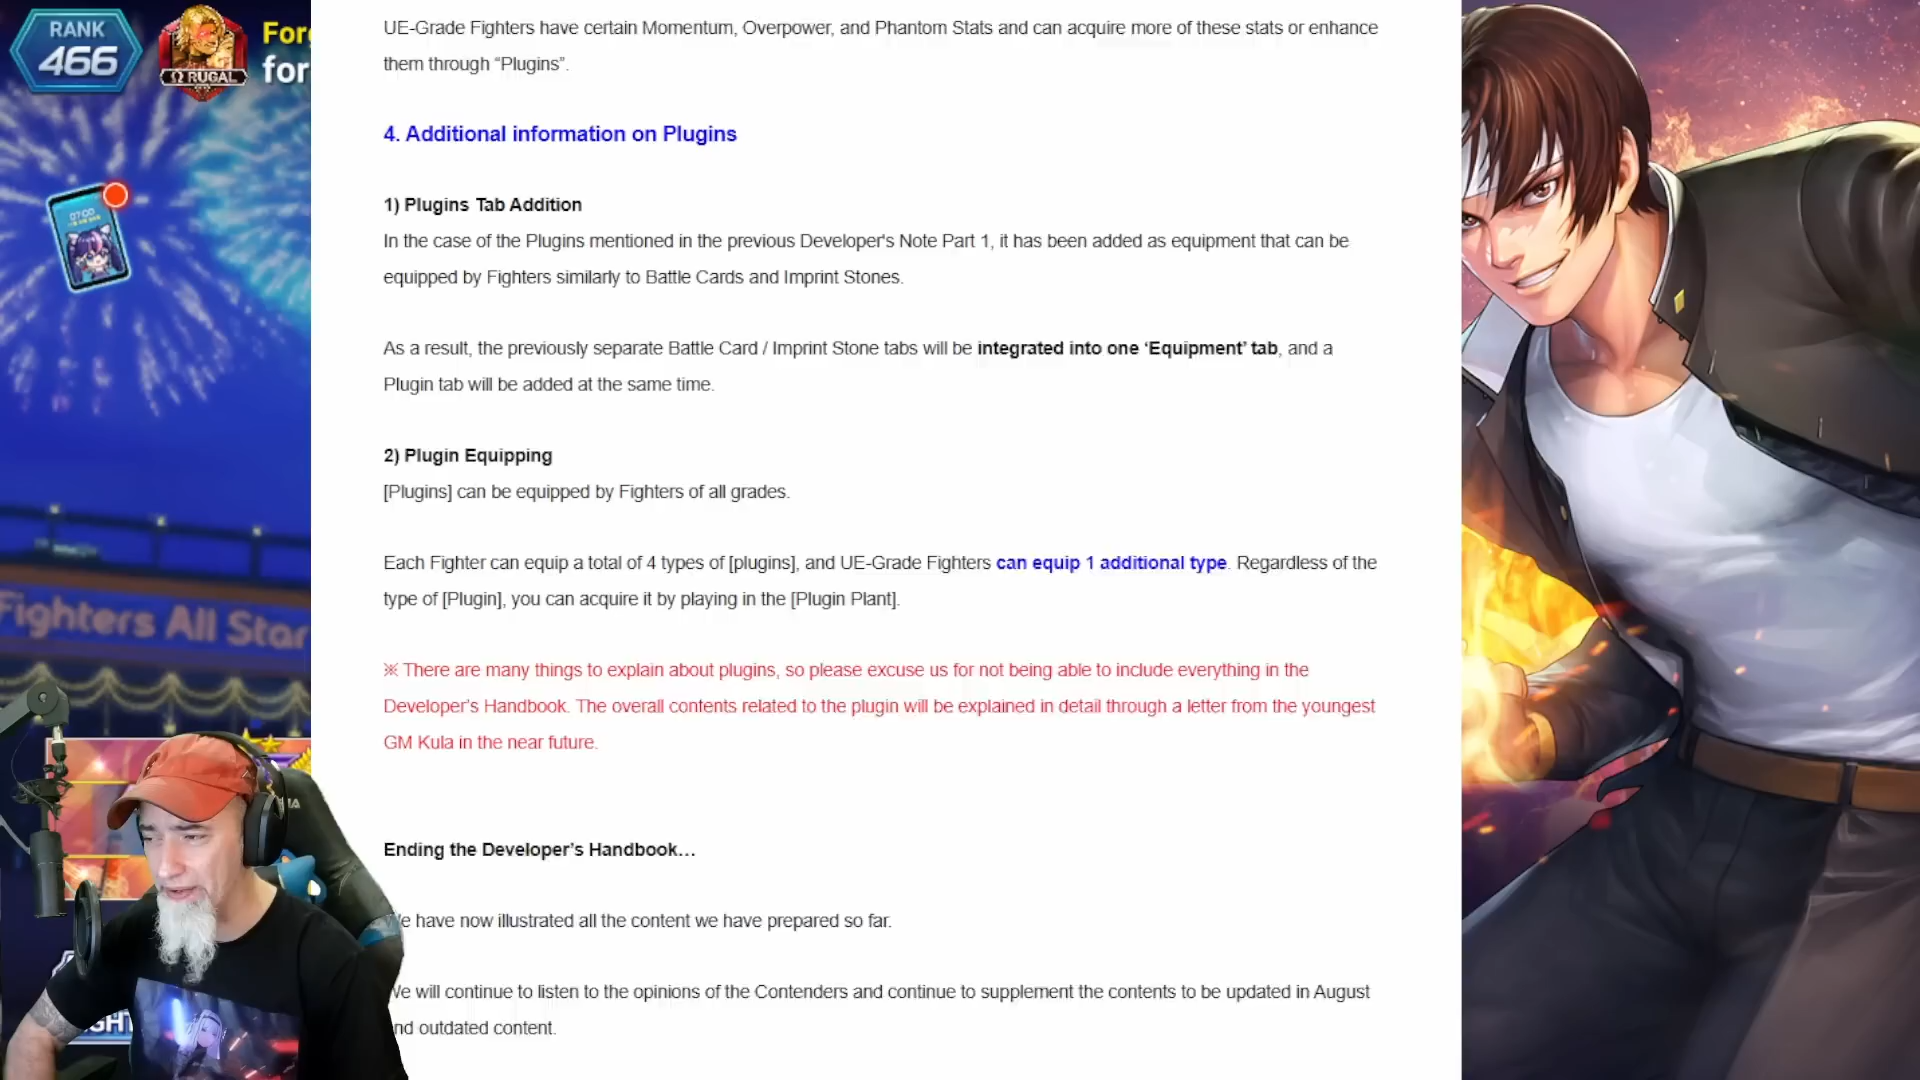 RANK
466
Ω RUGAL
for
UE-Grade Fighters have certain Momentum, Overpower, and Phantom Stats and can acquire more of these stats or enhance
them through “Plugins”.
4. Additional information on Plugins
1) Plugins Tab Addition
In the case of the Plugins mentioned in the previous Developer's Note Part 1, it has been added as equipment that can be
equipped by Fighters similarly to Battle Cards and Imprint Stones.
As a result, the previously separate Battle Card / Imprint Stone tabs will be integrated into one ‘Equipment’ tab, and a
Plugin tab will be added at the same time.
2) Plugin Equipping
[Plugins] can be equipped by Fighters of all grades.
Each Fighter can equip a total of 4 types of [plugins], and UE-Grade Fighters can equip 1 additional type. Regardless of the
type of [Plugin], you can acquire it by playing in the [Plugin Plant].
※ There are many things to explain about plugins, so please excuse us for not being able to include everything in the
Developer’s Handbook. The overall contents related to the plugin will be explained in detail through a letter from the youngest
GM Kula in the near future.
Ending the Developer’s Handbook…
We have now illustrated all the content we have prepared so far.
We will continue to listen to the opinions of the Contenders and continue to supplement the contents to be updated in August
and outdated content.
Fighters All Star